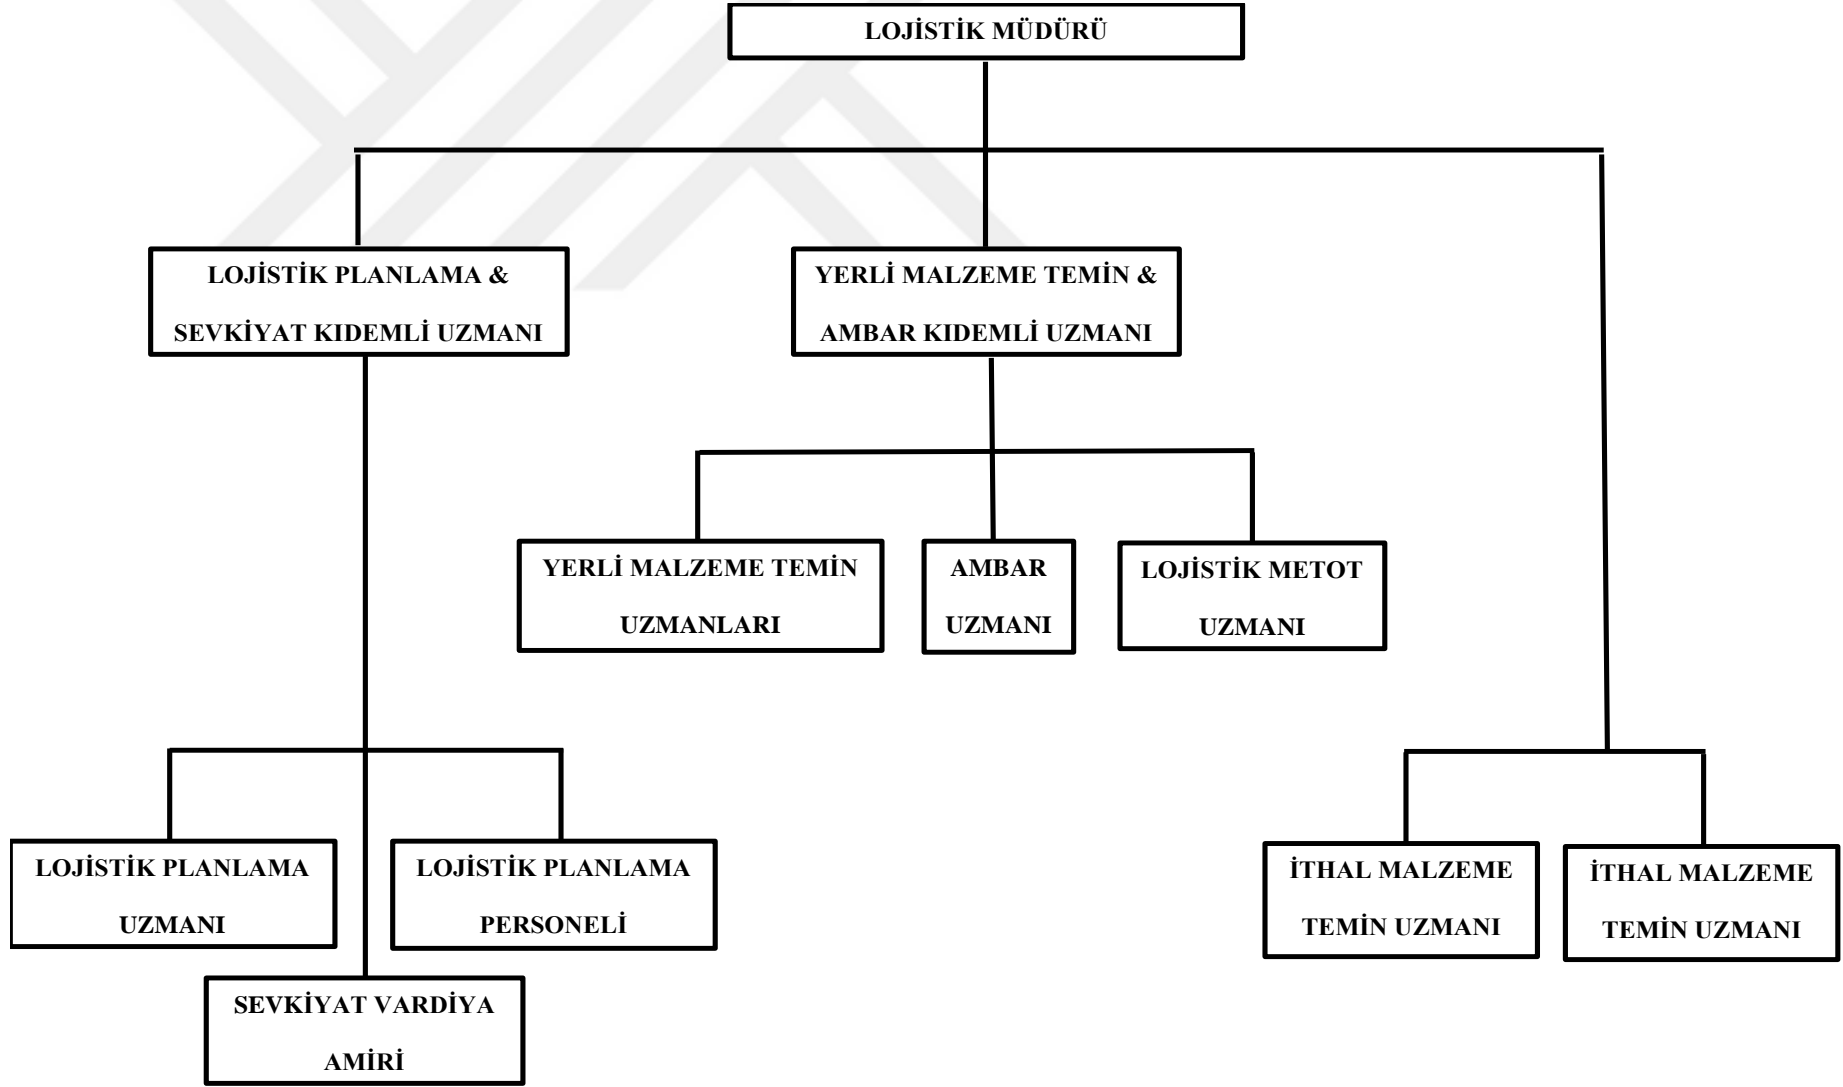 LOJİSTİK MÜDÜRÜ
LOJİSTİK PLANLAMA &
SEVKİYAT KIDEMLİ UZMANI
YERLİ MALZEME TEMİN &
AMBAR KIDEMLİ UZMANI
YERLİ MALZEME TEMİN
UZMANLARI
AMBAR
UZMANI
LOJİSTİK METOT
UZMANI
LOJİSTİK PLANLAMA
UZMANI
LOJİSTİK PLANLAMA
PERSONELİ
SEVKİYAT VARDİYA
AMİRİ
İTHAL MALZEME
TEMİN UZMANI
İTHAL MALZEME
TEMİN UZMANI